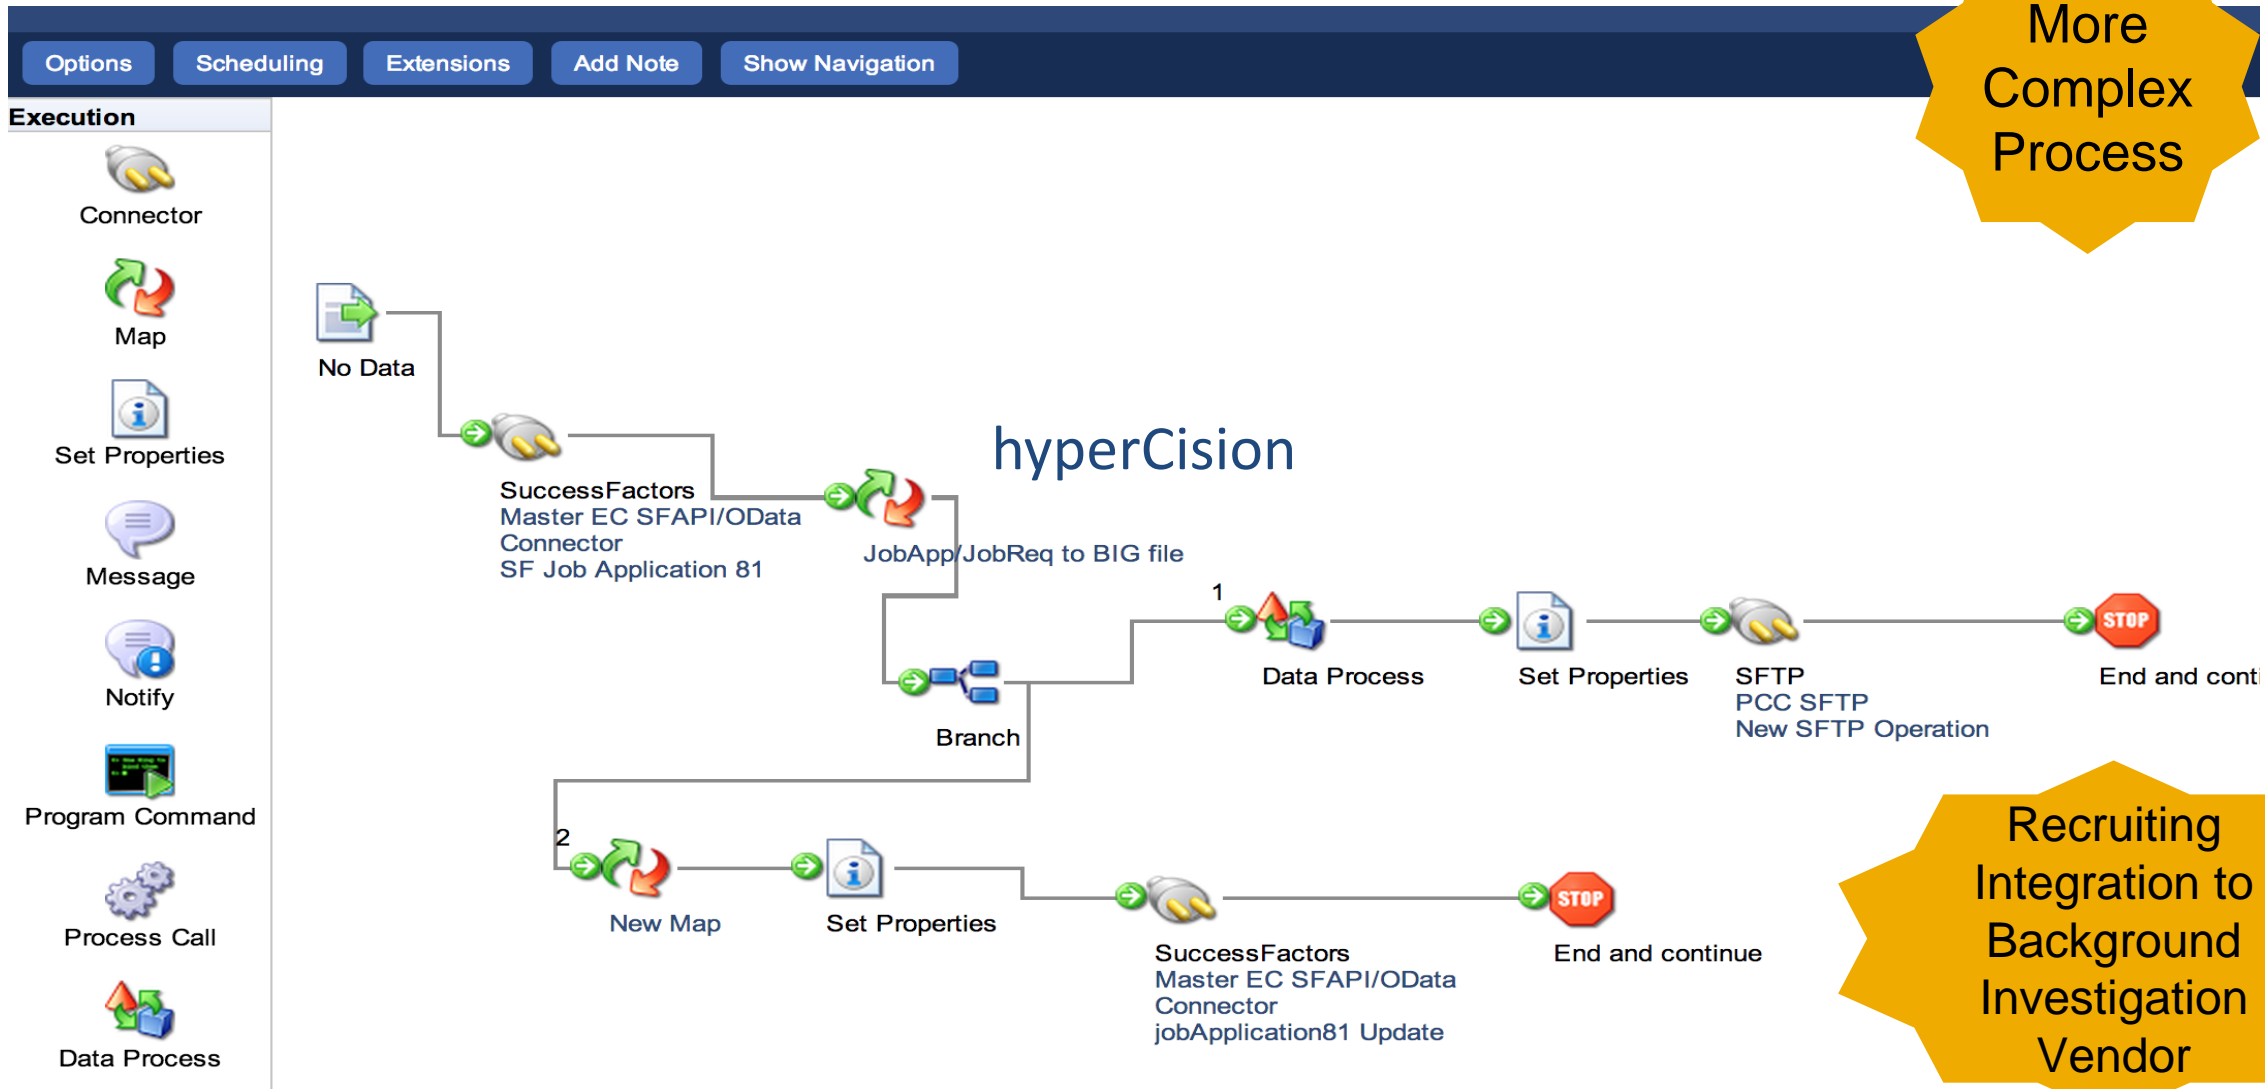 More
Complex
Process
Options Scheduling Extensions Add Note Show Navigation
Execution
Connector
Map
Set Properties
Message
Notify
Program Command
Process Call
Data Process
No Data
hyperCision
SuccessFactors
Master EC SFAPI/OData
Connector
SF Job Application 81
JobApp/JobReq to BIG file
Branch
1
Data Process
Set Properties
SFTP
PCC SFTP
New SFTP Operation
STOP
End and conti
2
New Map
Set Properties
SuccessFactors
Master EC SFAPI/OData
Connector
jobApplication81 Update
STOP
End and continue
Recruiting
Integration to
Background
Investigation
Vendor